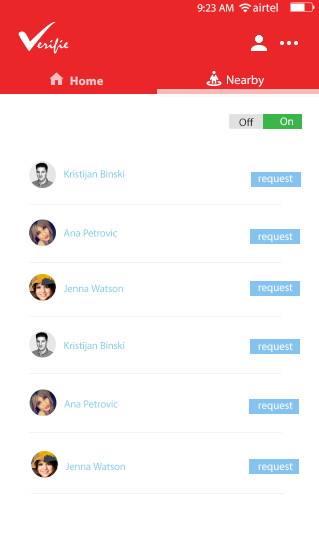 9:23 AM airtel
Verifie
Home
Nearby
Off On
Kristijan Binski request
Ana Petrovic request
Jenna Watson request
Kristijan Binski request
Ana Petrovic request
Jenna Watson request